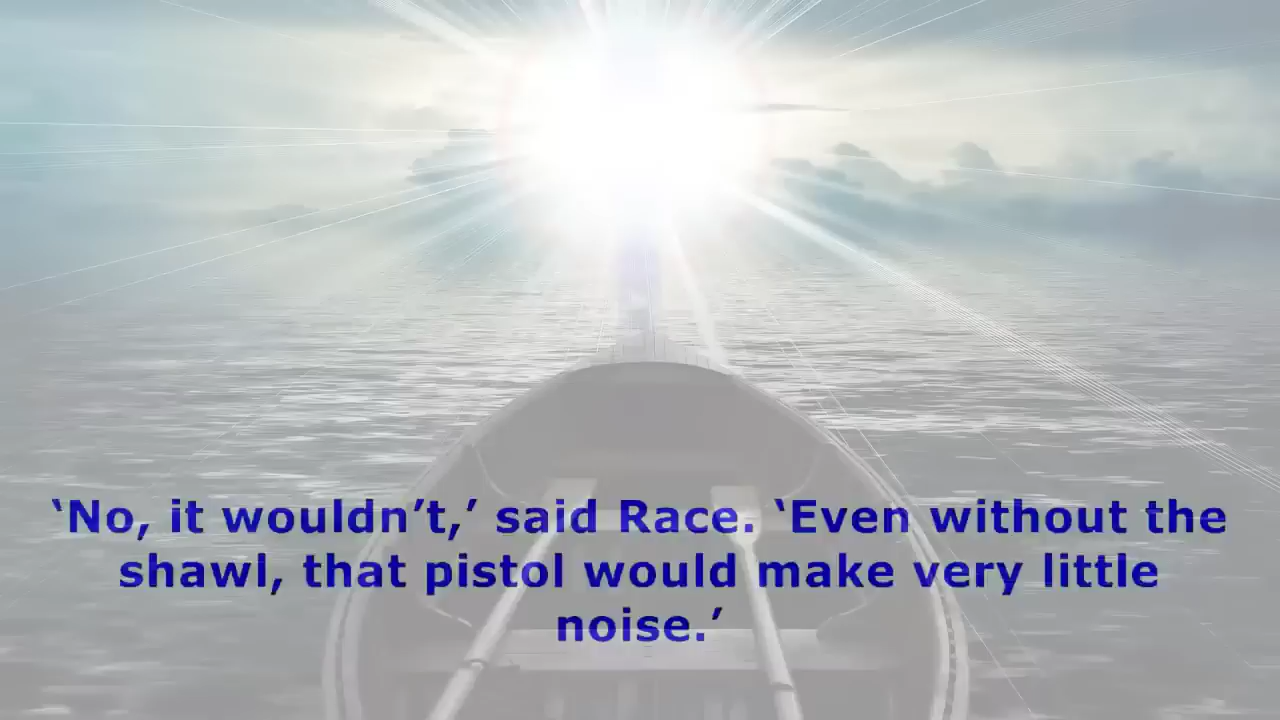 ‘No, it wouldn’t,’ said Race. ‘Even without the
shawl, that pistol would make very little
noise.’